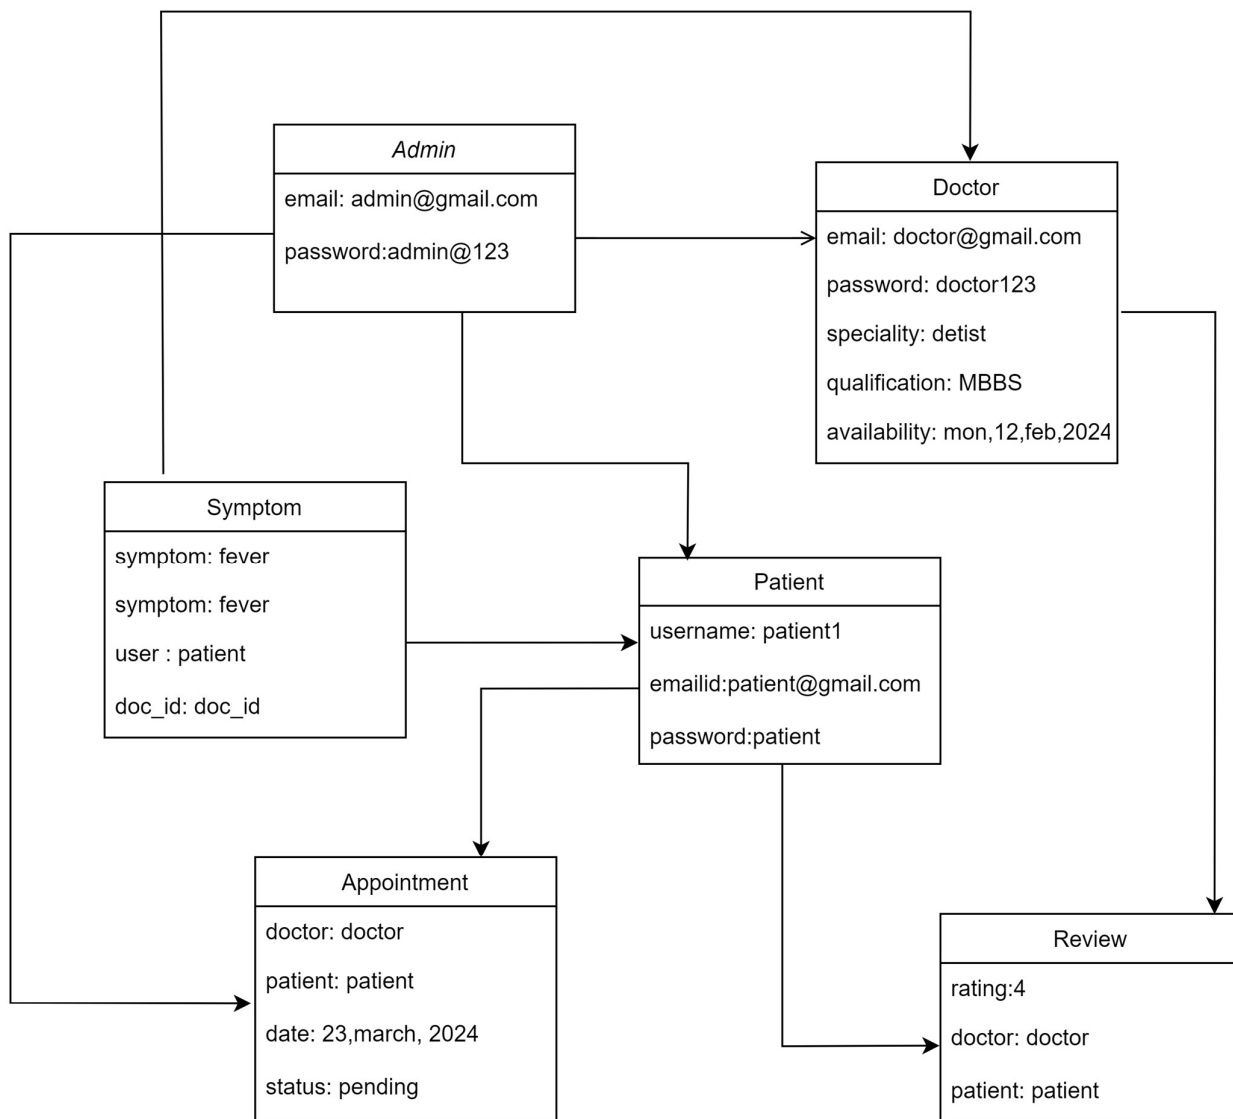 Admin
email: admin@gmail.com
password:admin@123
Doctor
email: doctor@gmail.com
password: doctor123
speciality: detist
qualification: MBBS
availability: mon,12,feb,2024
Symptom
symptom: fever
symptom: fever
user : patient
doc_id: doc_id
Patient
username: patient1
emailid:patient@gmail.com
password:patient
Appointment
doctor: doctor
patient: patient
date: 23,march, 2024
status: pending
Review
rating:4
doctor: doctor
patient: patient